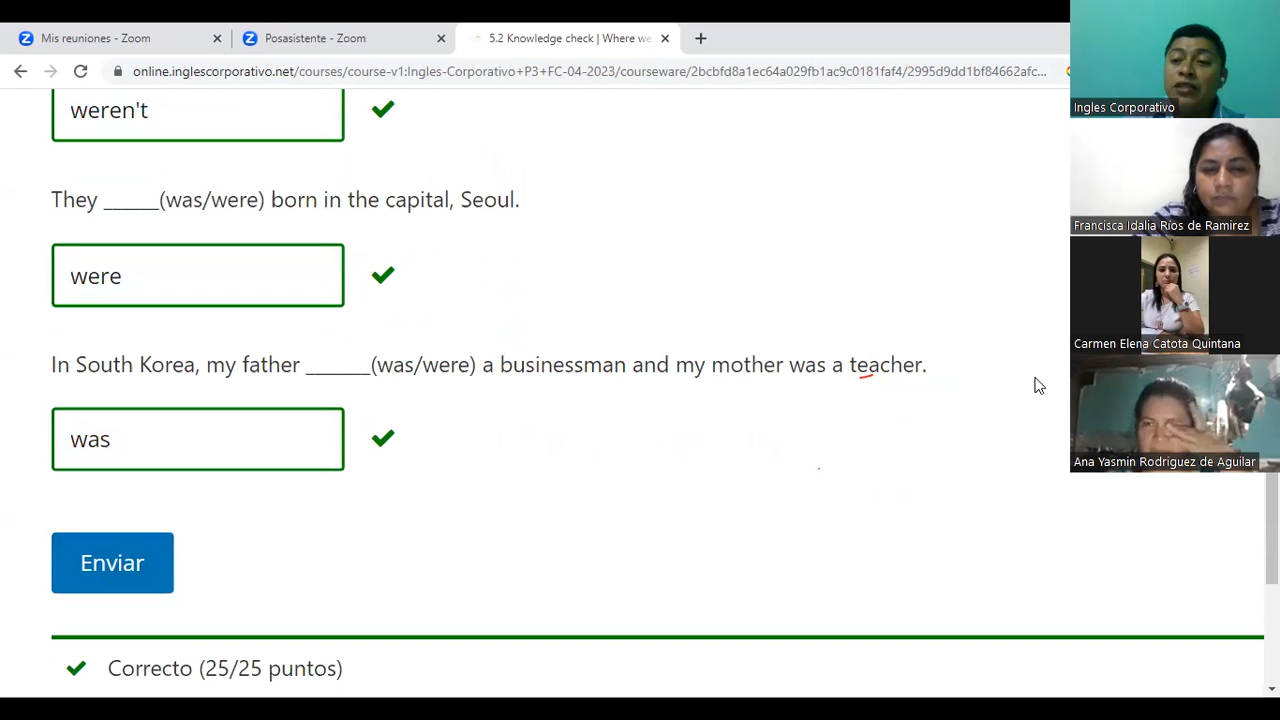 Mis reuniones - Zoom
Posasistente - Zoom
5.2 Knowledge check | Where we
online.inglescorporativo.net/courses/course-v1:Ingles-Corporativo+P3+FC-04-2023/courseware/2bcbfd8a1ec64a029fb1ac9c0181faf4/2995d9dd1bf84662afc...
Ingles Corporativo
weren't
They _____(was/were) born in the capital, Seoul.
Francisca Idalia Rios de Ramirez
were
Carmen Elena Catota Quintana
In South Korea, my father ______(was/were) a businessman and my mother was a teacher.
was
Ana Yasmin Rodriguez de Aguilar
Enviar
Correcto (25/25 puntos)